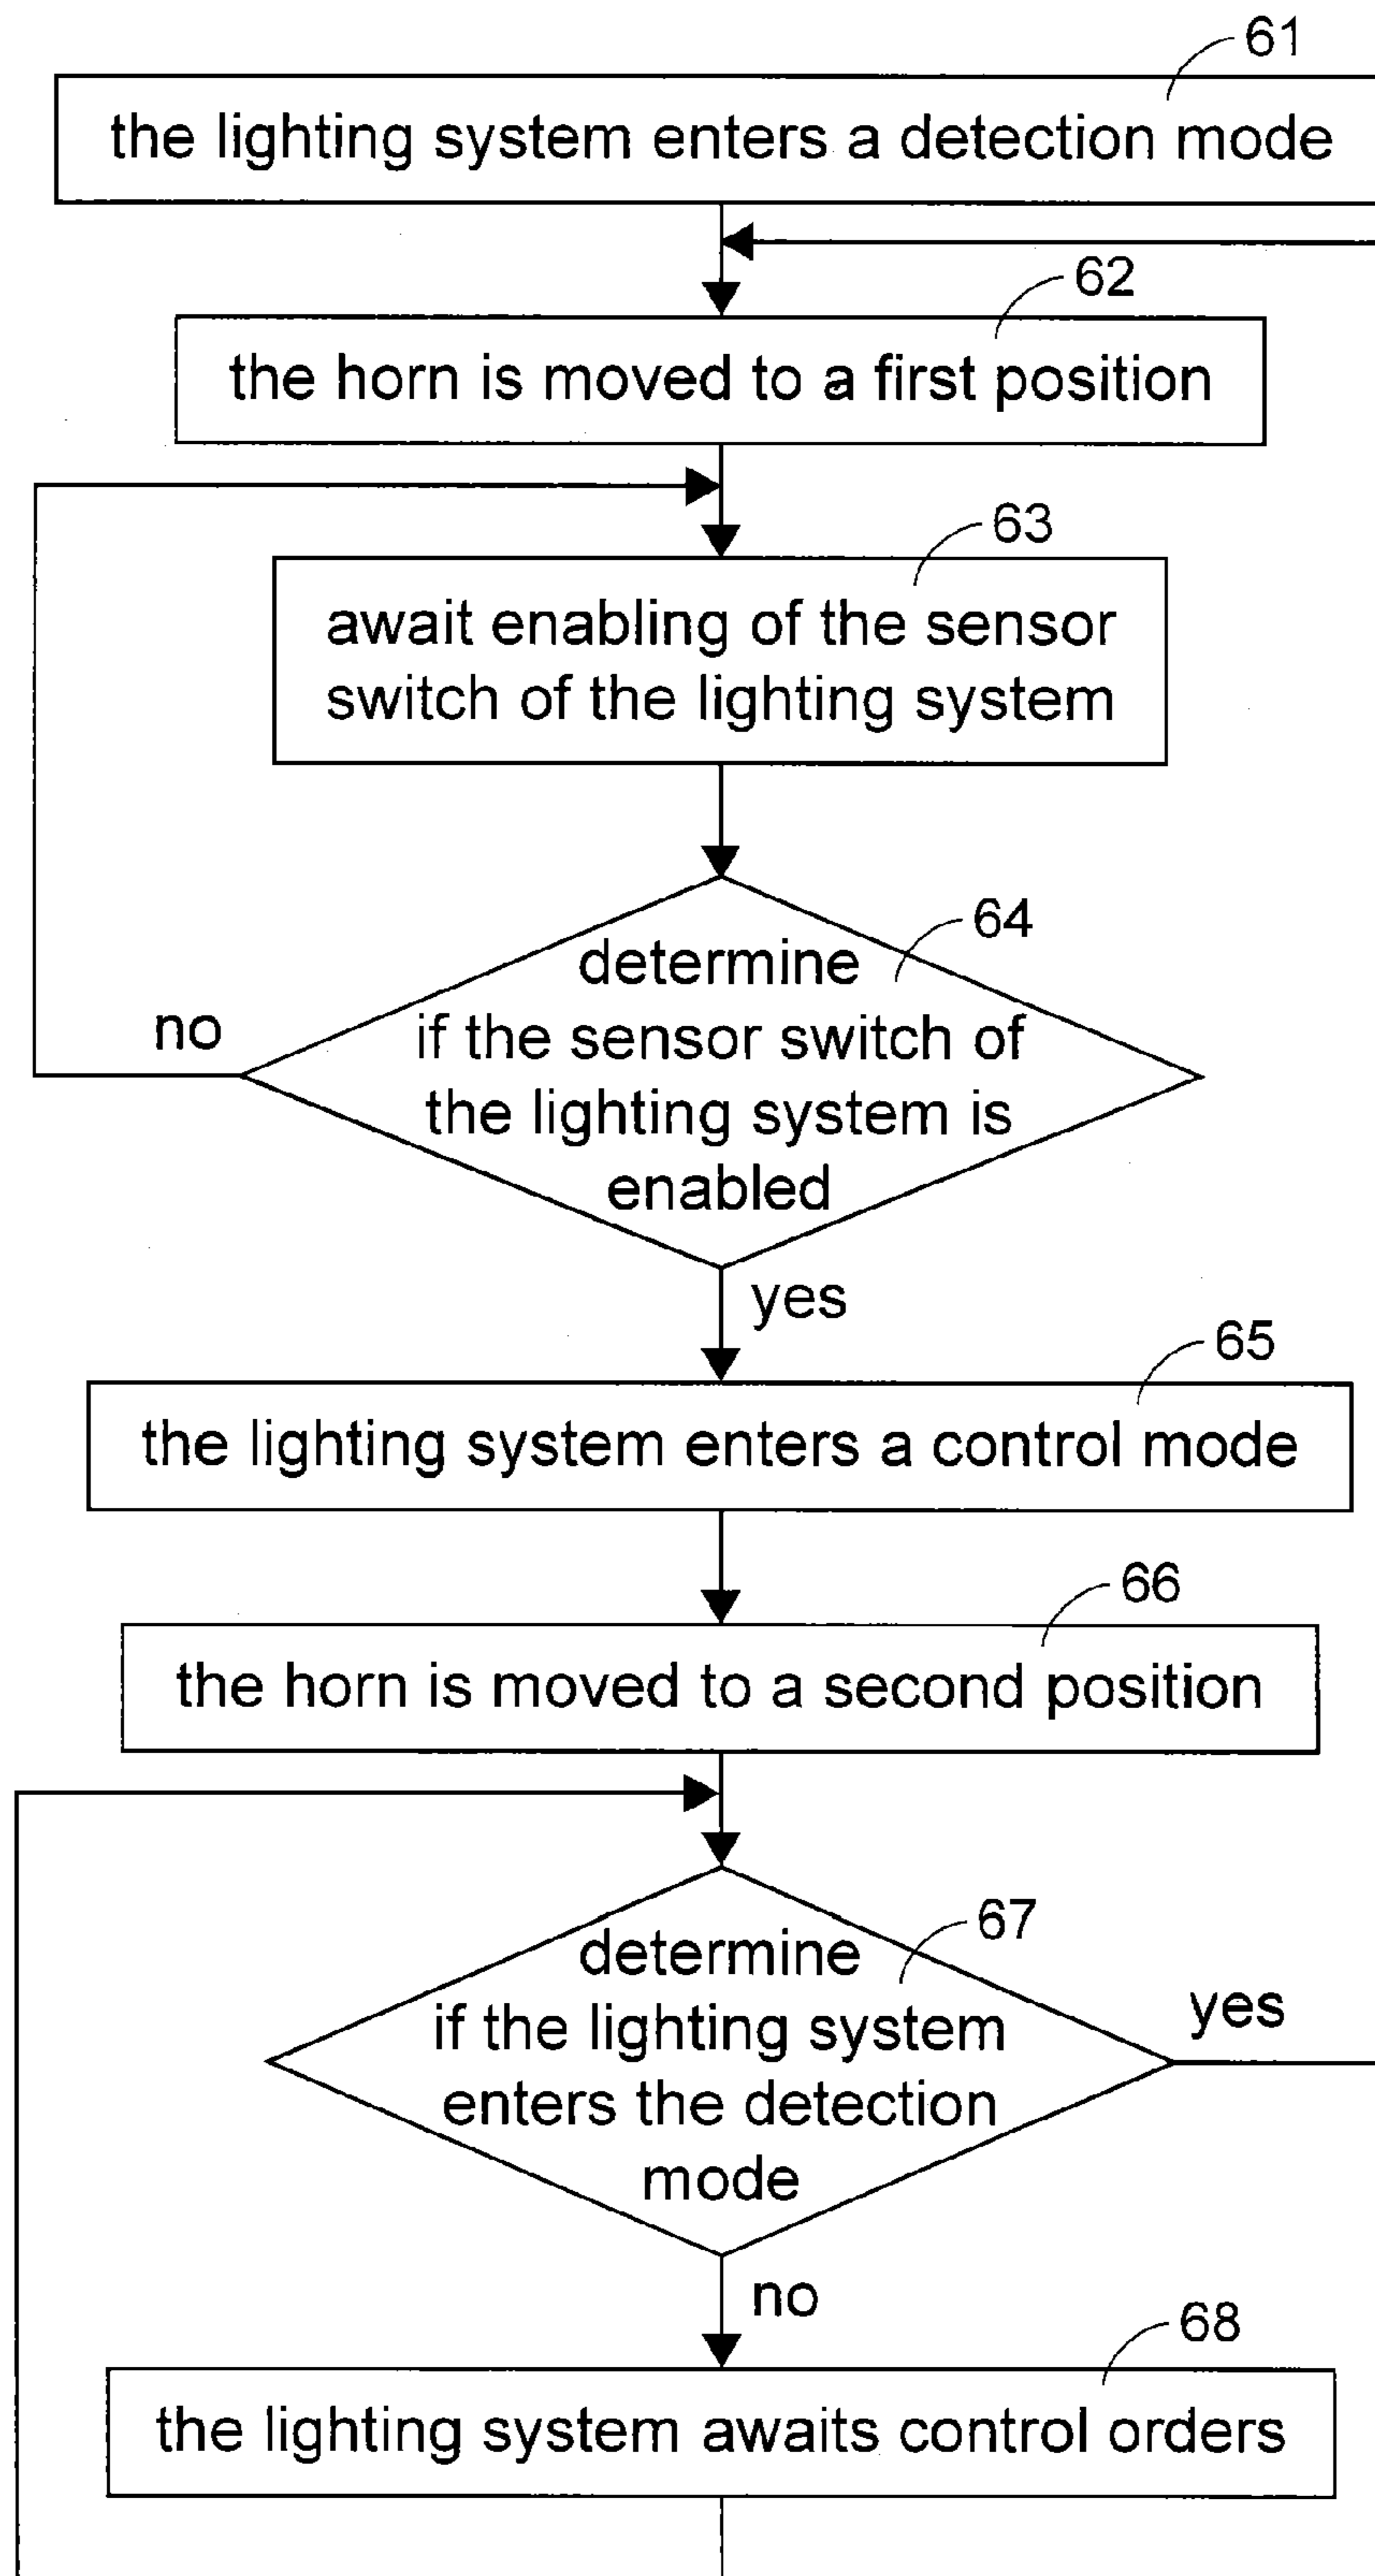 61
the lighting system enters a detection mode
62
the horn is moved to a first position
63
await enabling of the sensor
switch of the lighting system
64
determine
if the sensor switch of
the lighting system is
enabled
no
yes
65
the lighting system enters a control mode
66
the horn is moved to a second position
67
determine
if the lighting system
enters the detection
mode
yes
no
68
the lighting system awaits control orders